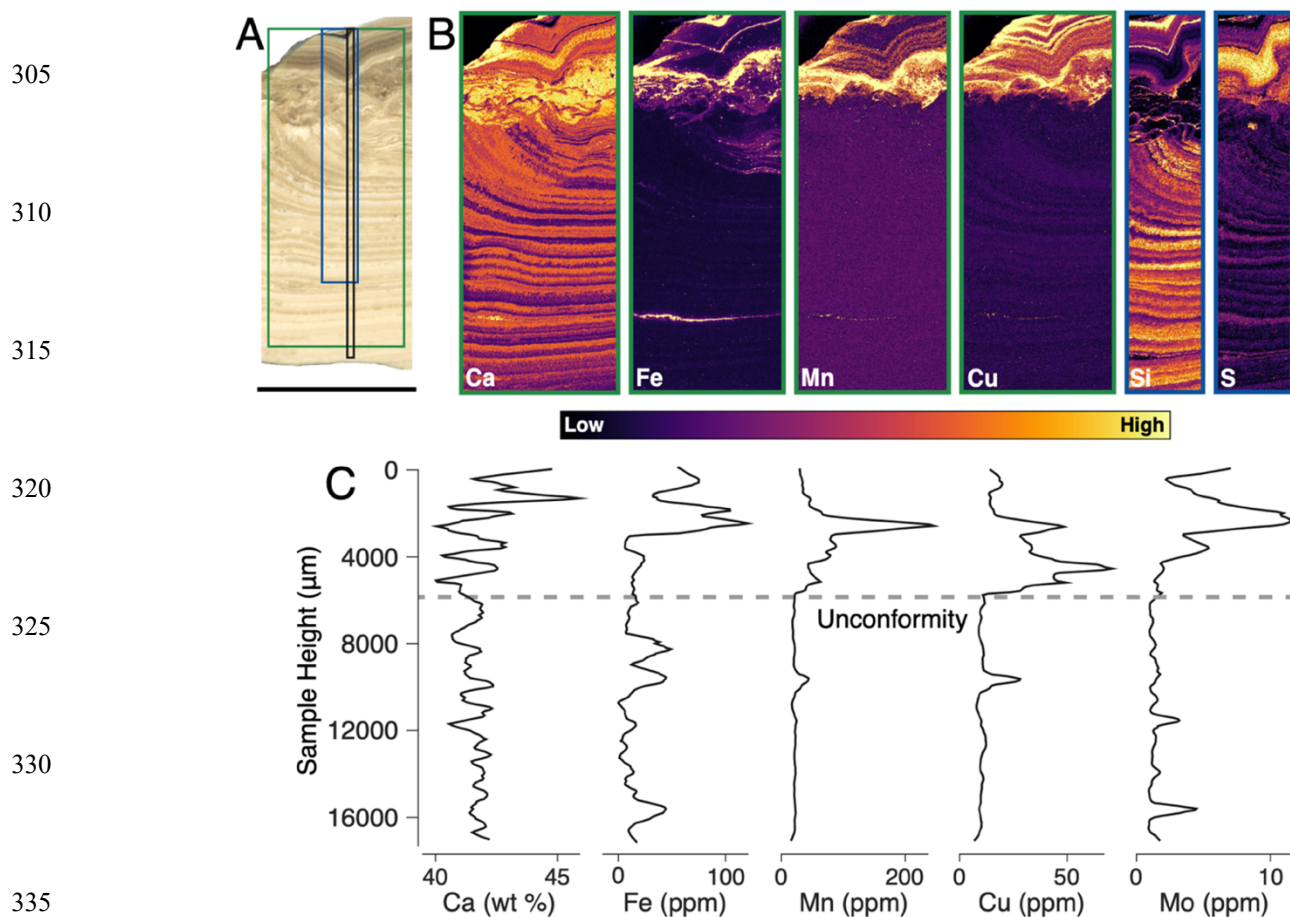 305
310
315
320
325
330
335
A
B
Ca
Fe
Mn
Cu
Si
S
Low
High
C
Sample Height (µm)
0
4000
8000
12000
16000
Unconformity
40 45
Ca (wt %)
0 100
Fe (ppm)
0 200
Mn (ppm)
0 50
Cu (ppm)
0 10
Mo (ppm)